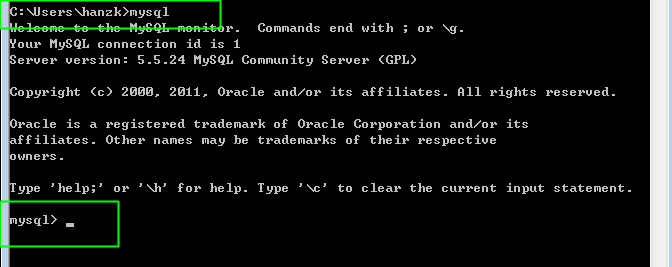 C:\Users\hanzk>mysql
Welcome to the MySQL monitor.  Commands end with ; or \g.
Your MySQL connection id is 1
Server version: 5.5.24 MySQL Community Server (GPL)
Copyright (c) 2000, 2011, Oracle and/or its affiliates. All rights reserved.
Oracle is a registered trademark of Oracle Corporation and/or its
affiliates. Other names may be trademarks of their respective
owners.
Type 'help;' or '\h' for help. Type '\c' to clear the current input statement.
mysql> _